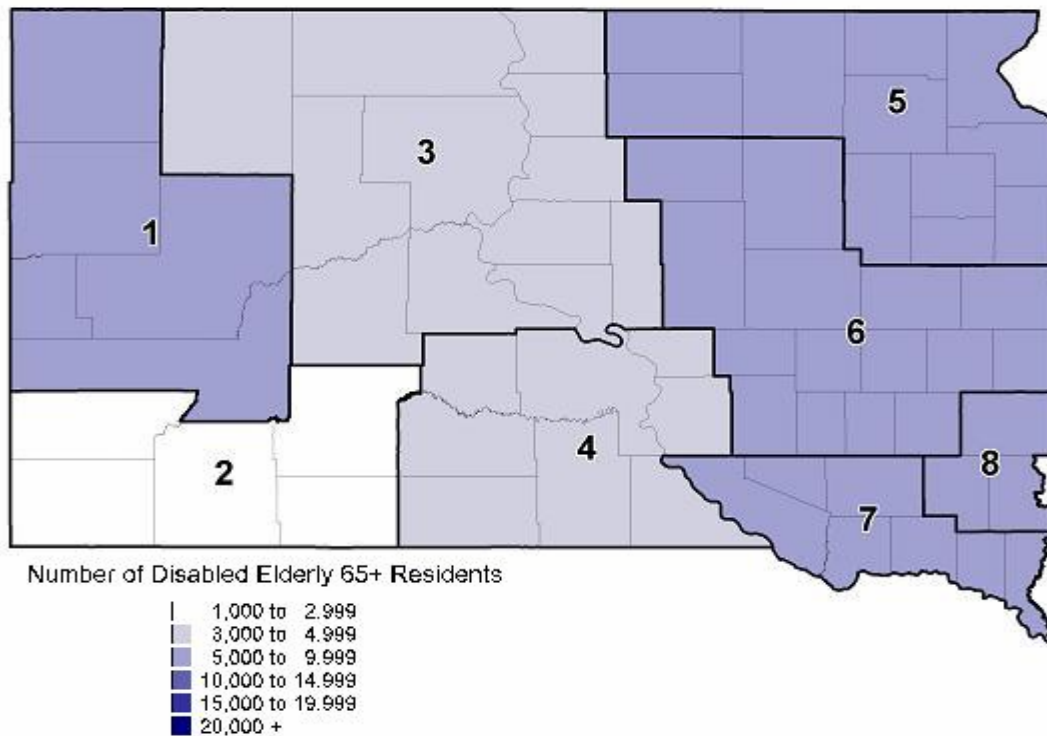 5
3
1
6
4
8
2
7
Number of Disabled Elderly 65+ Residents
1,000 to 2.999
3,000 to 4.999
5,000 to 9.999
10,000 to 14.999
15,000 to 19.999
20,000 +